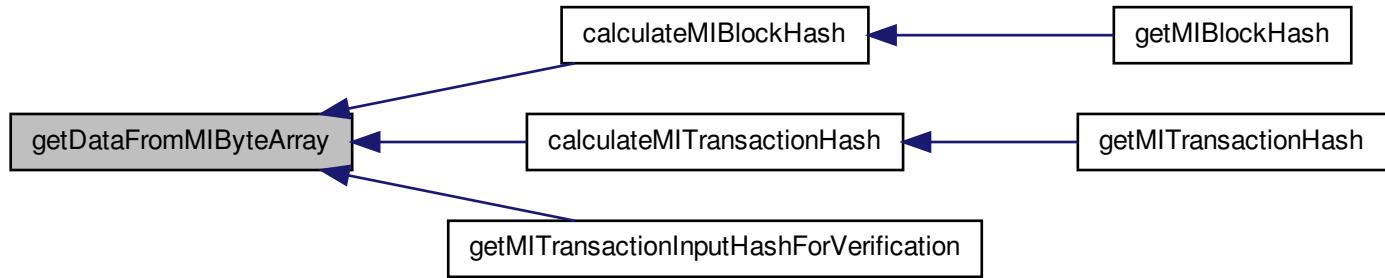 calculateMIBlockHash
getMIBlockHash
getDataFromMIByteArray
calculateMITransactionHash
getMITransactionHash
getMITransactionInputHashForVerification